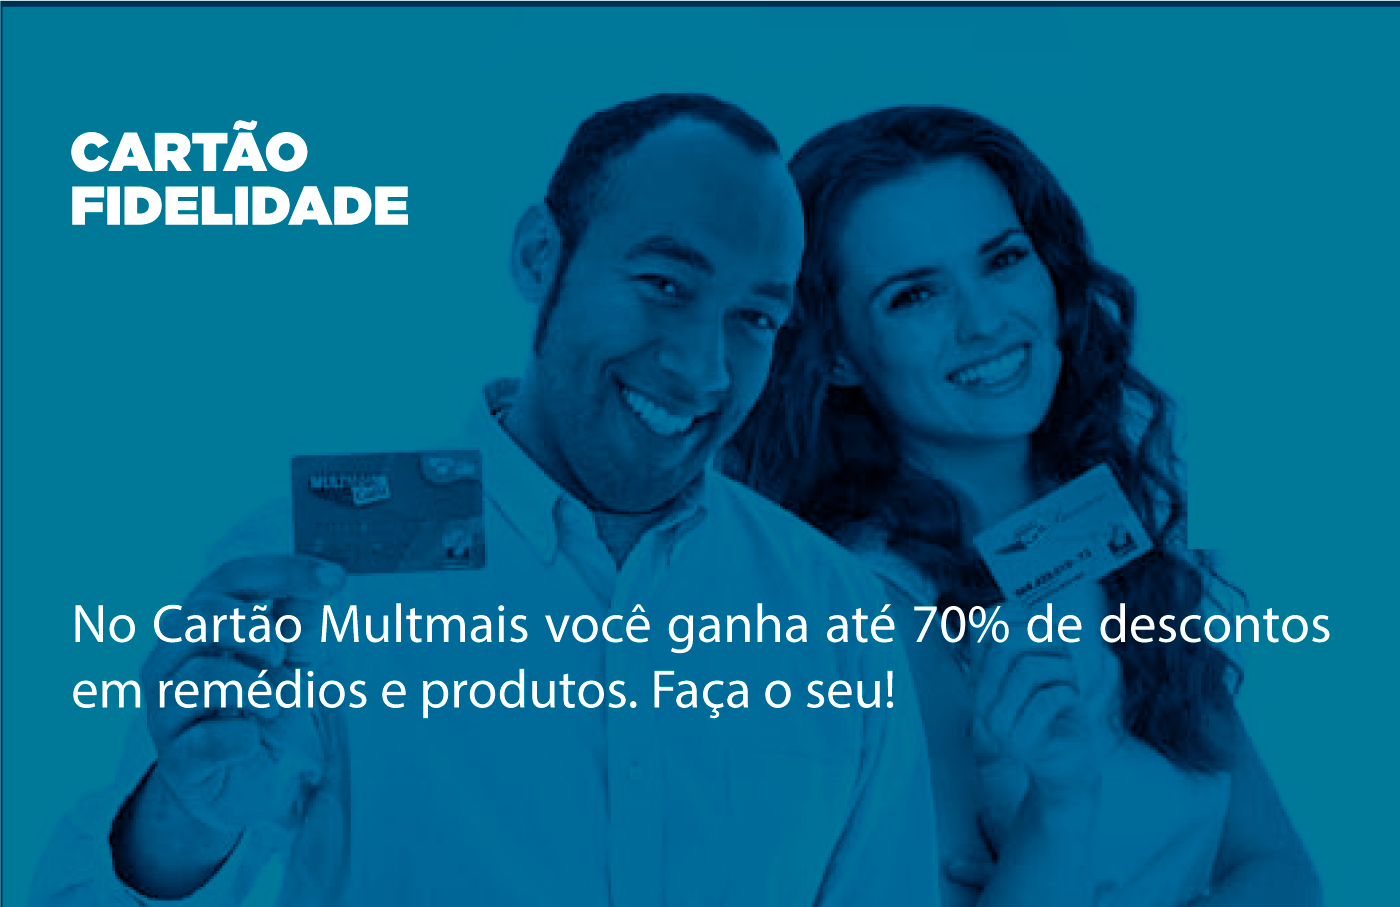 CARTÃO
FIDELIDADE
No Cartão Multmais você ganha até 70% de descontos
em remédios e produtos. Faça o seu!